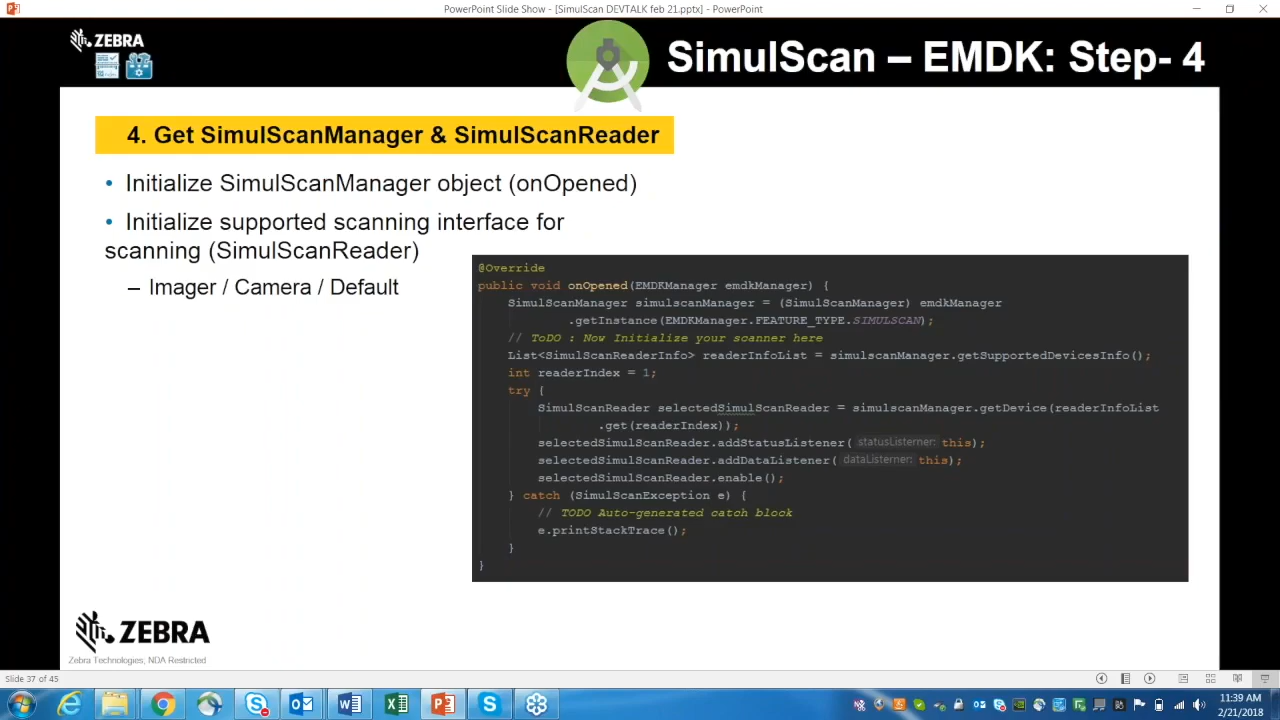 PowerPoint Slide Show - [SimulScan DEVTALK feb 21.pptx] - PowerPoint
ZEBRA
SimulScan – EMDK: Step- 4
4. Get SimulScanManager & SimulScanReader
• Initialize SimulScanManager object (onOpened)
• Initialize supported scanning interface for
scanning (SimulScanReader)
– Imager / Camera / Default
@Override
public void onOpened(EMDKManager emdkManager) {
SimulScanManager simulscanManager = (SimulScanManager) emdkManager
.getInstance(EMDKManager.FEATURE_TYPE.SIMULSCAN);
// ToDO : Now Initialize your scanner here
List<SimulScanReaderInfo> readerInfoList = simulscanManager.getSupportedDevicesInfo();
int readerIndex = 1;
try {
SimulScanReader selectedSimulScanReader = simulscanManager.getDevice(readerInfoList
.get(readerIndex));
selectedSimulScanReader.addStatusListener( statusListerner: this);
selectedSimulScanReader.addDataListener( dataListerner: this);
selectedSimulScanReader.enable();
} catch (SimulScanException e) {
// TODO Auto-generated catch block
e.printStackTrace();
}
}
ZEBRA
Zebra Technologies; NDA Restricted
Slide 37 of 45
11:39 AM
2/21/2018